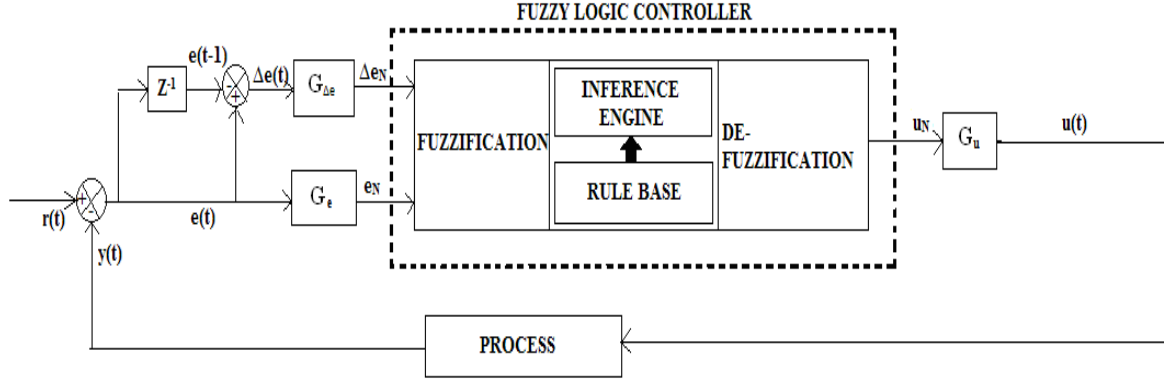 FUZZY LOGIC CONTROLLER
e(t-1)
Z-1
-
+
Δe(t)
GΔe
ΔeN
FUZZIFICATION
INFERENCE
ENGINE
RULE BASE
DE-
FUZZIFICATION
uN
Gu
u(t)
r(t)
+
-
e(t)
Ge
eN
y(t)
PROCESS